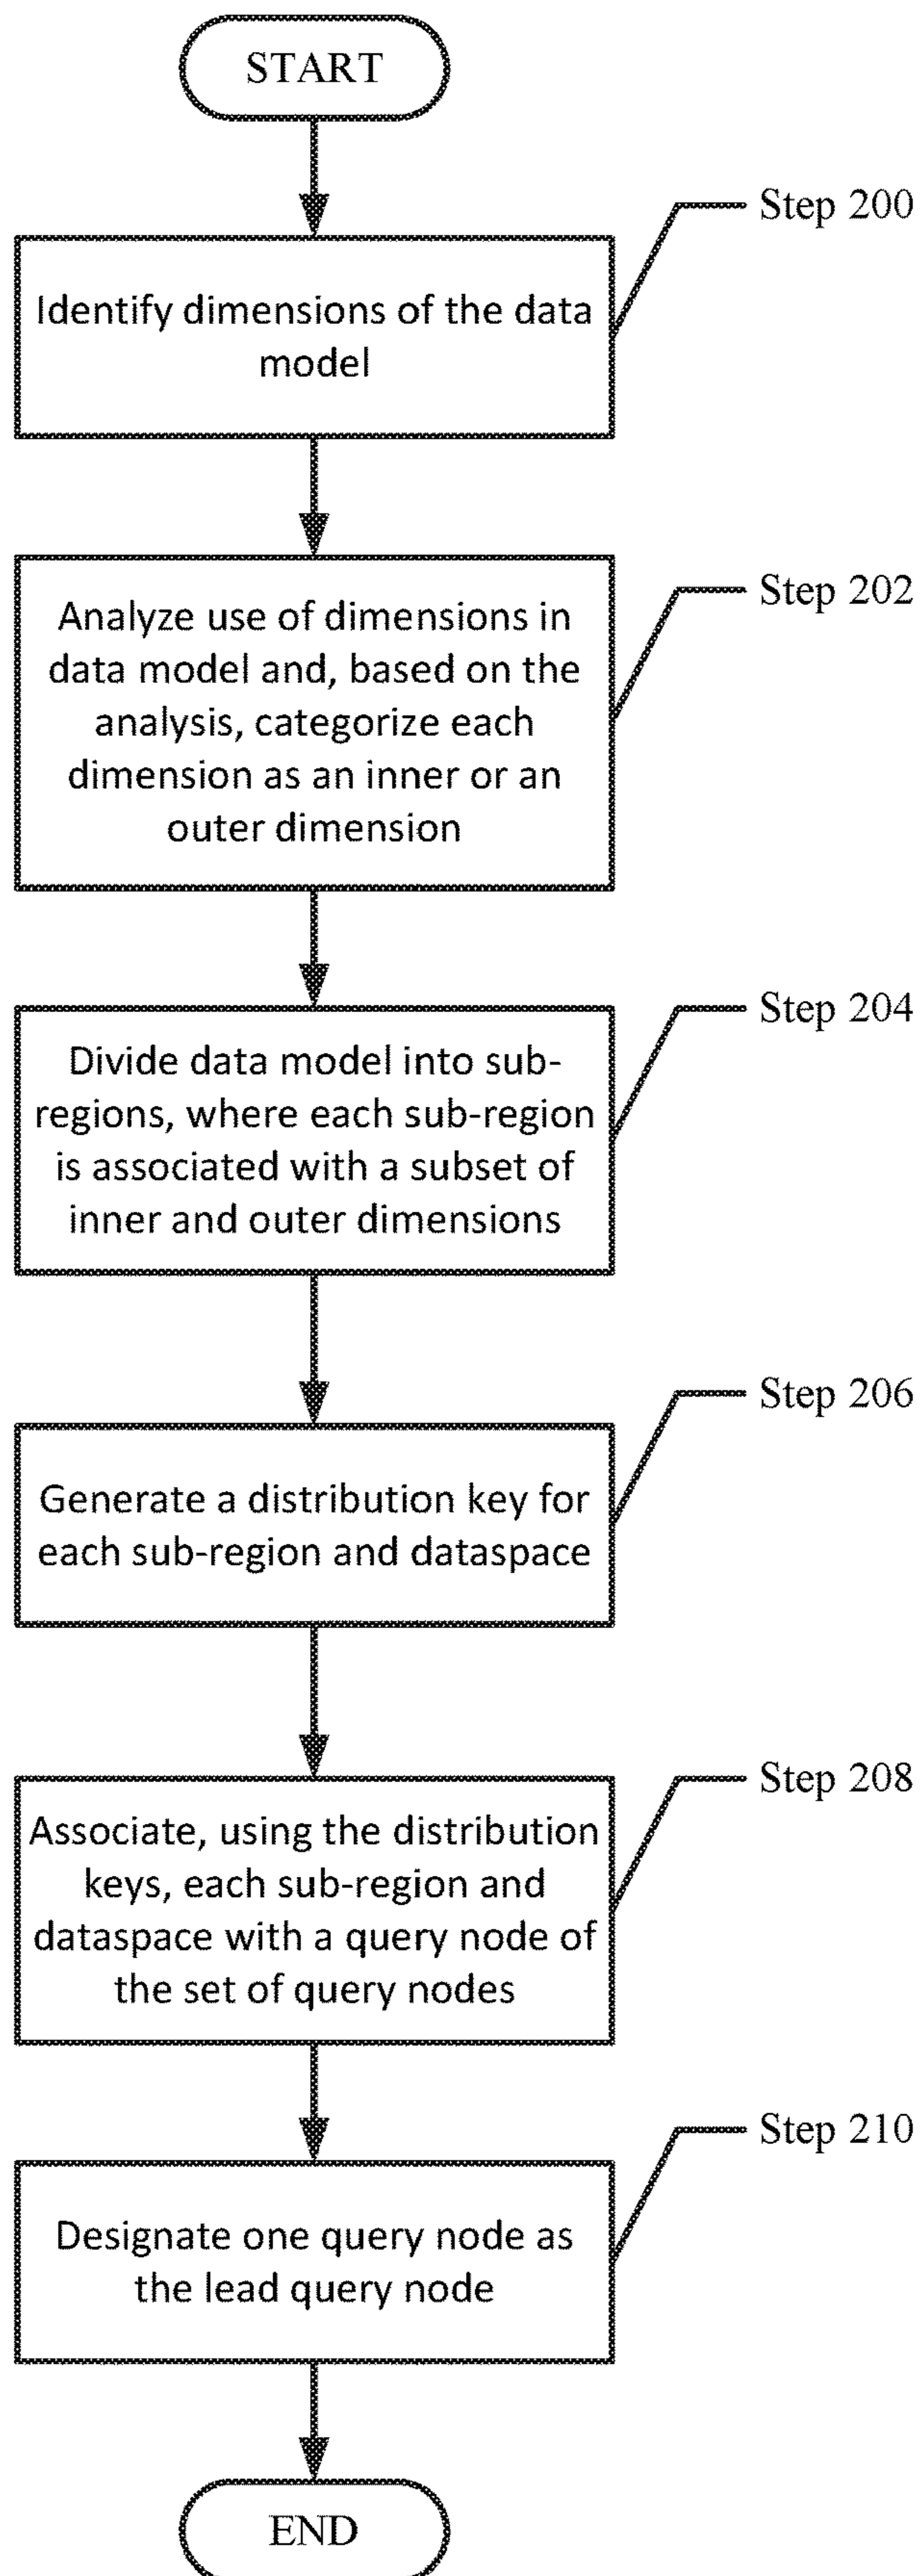 START
Step 200
Identify dimensions of the data
model
Step 202
Analyze use of dimensions in
data model and, based on the
analysis, categorize each
dimension as an inner or an
outer dimension
Step 204
Divide data model into sub-
regions, where each sub-region
is associated with a subset of
inner and outer dimensions
Step 206
Generate a distribution key for
each sub-region and dataspace
Step 208
Associate, using the distribution
keys, each sub-region and
dataspace with a query node of
the set of query nodes
Step 210
Designate one query node as
the lead query node
END